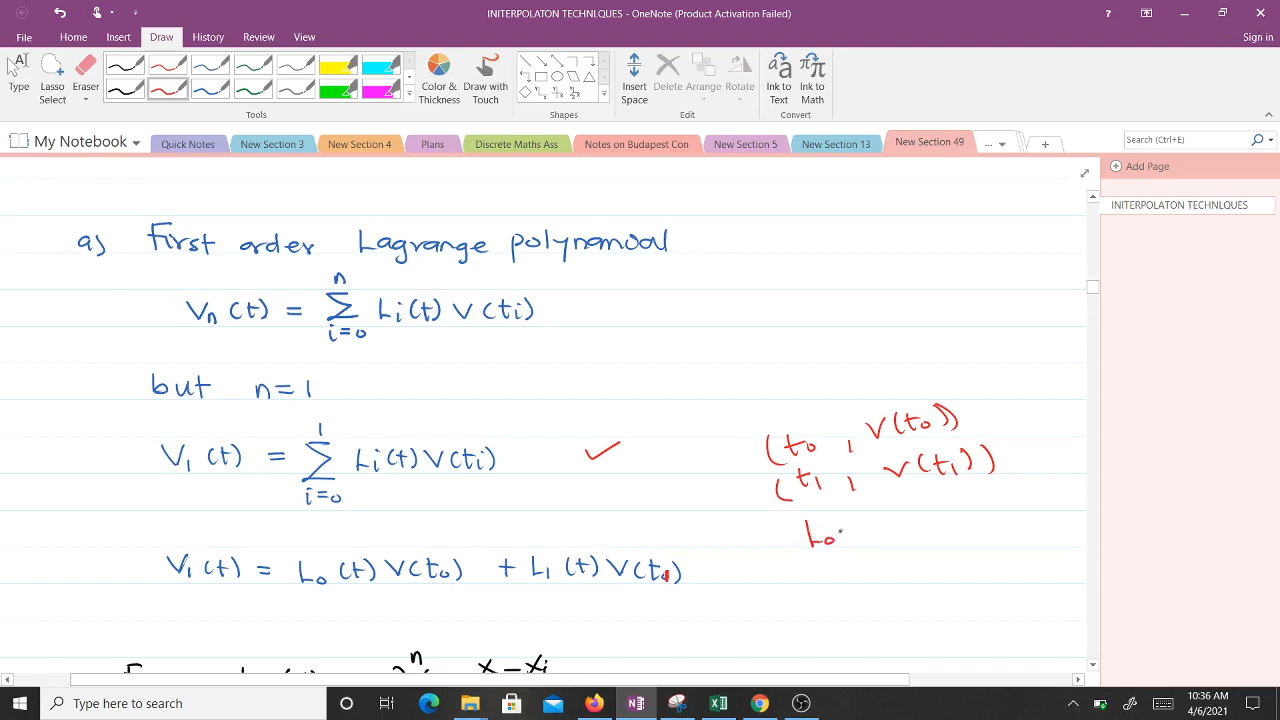 INITERPOLATON TECHNLQUES - OneNote (Product Activation Failed)
File Home Insert Draw History Review View Sign in
Type Lasso Select Eraser Color & Thickness Draw with Touch Insert Space Delete Arrange Rotate Ink to Text Ink to Math
Tools Shapes Edit Convert
My Notebook Quick Notes New Section 3 New Section 4 Plans Discrete Maths Ass Notes on Budapest Con New Section 5 New Section 13 New Section 49 ... Search (Ctrl+E)
Add Page
INITERPOLATON TECHNLQUES
a) First order Lagrange polynamoal
Vn (t) = n ∑ i=0 Li(t) V(ti)
but n=1
V1 (t) = 1 ∑ i=0 Li(t) V(ti) ✓
(t0 , V(t0))
(t1 , V(t1))
L0
V1 (t) = L0 (t) V(t0) + L1 (t) V(t1)
n x - xi
Type here to search
10:36 AM
4/6/2021